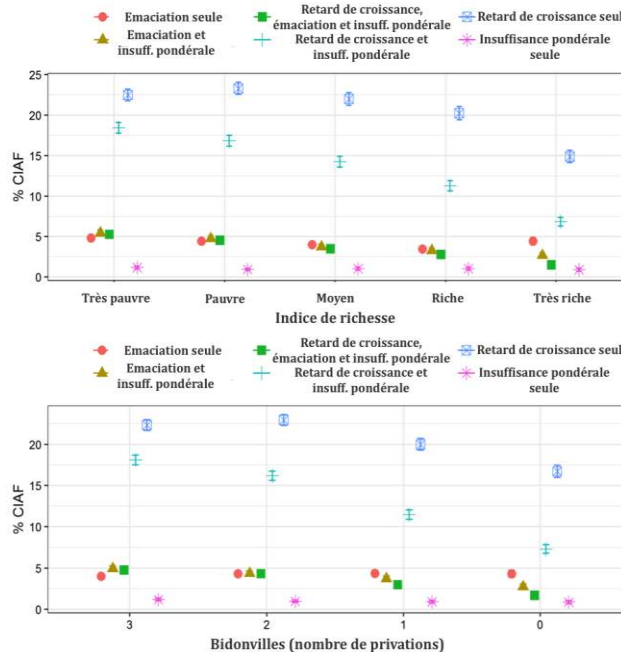 Emaciation seule
Retard de croissance,
émaciation et insuff. pondérale
Retard de croissance seul
Emaciation et
insuff. pondérale
Retard de croissance et
insuff. pondérale
Insuffisance pondérale
seule
% CIAF
25
20
15
10
5
0
Très pauvre
Pauvre
Moyen
Riche
Très riche
Indice de richesse
Emaciation seule
Retard de croissance,
émaciation et insuff. pondérale
Retard de croissance seul
Emaciation et
insuff. pondérale
Retard de croissance et
insuff. pondérale
Insuffisance pondérale
seule
% CIAF
20
15
10
5
0
3
2
1
0
Bidonvilles (nombre de privations)